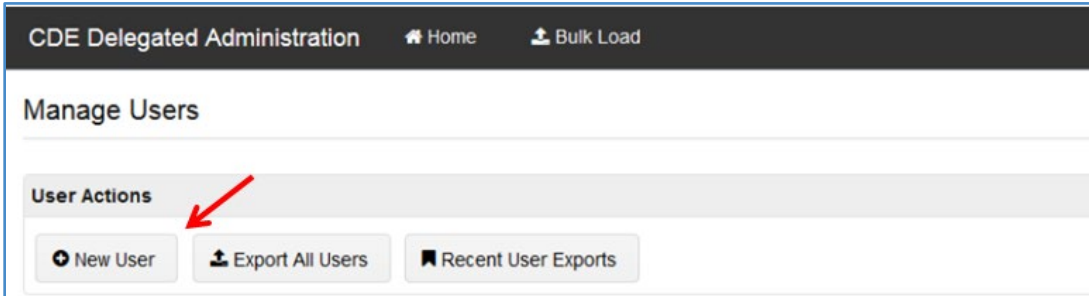 CDE Delegated Administration Home Bulk Load
Manage Users
User Actions
New User Export All Users Recent User Exports